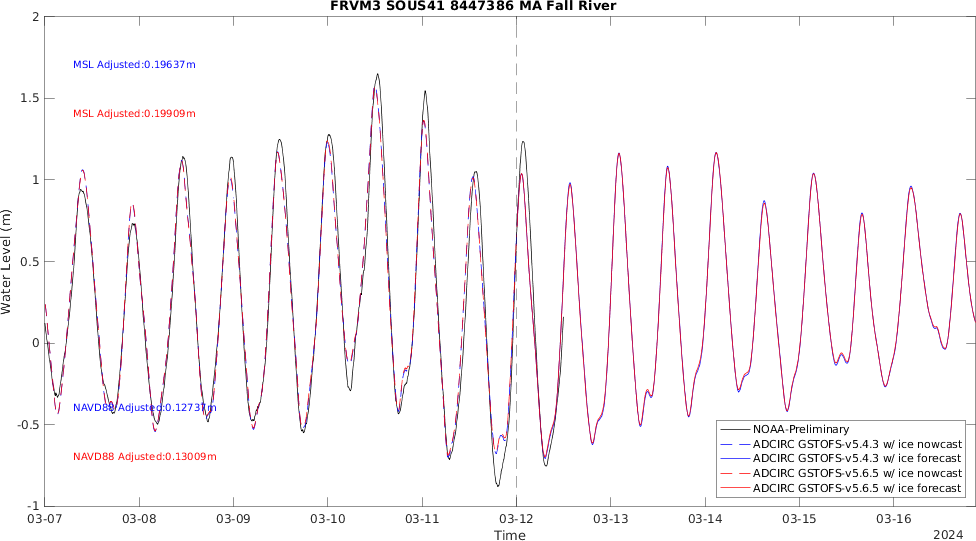 FRVM3 SOUS41 8447386 MA Fall River
2
1.5
1
0.5
0
-0.5
-1
Water Level (m)
MSL Adjusted:0.19637m
MSL Adjusted:0.19909m
NAVD88 Adjusted:0.12737m
NAVD88 Adjusted:0.13009m
NOAA-Preliminary
ADCIRC GSTOFS-v5.4.3 w/ ice nowcast
ADCIRC GSTOFS-v5.4.3 w/ ice forecast
ADCIRC GSTOFS-v5.6.5 w/ ice nowcast
ADCIRC GSTOFS-v5.6.5 w/ ice forecast
03-07 03-08 03-09 03-10 03-11 03-12 03-13 03-14 03-15 03-16
Time
2024